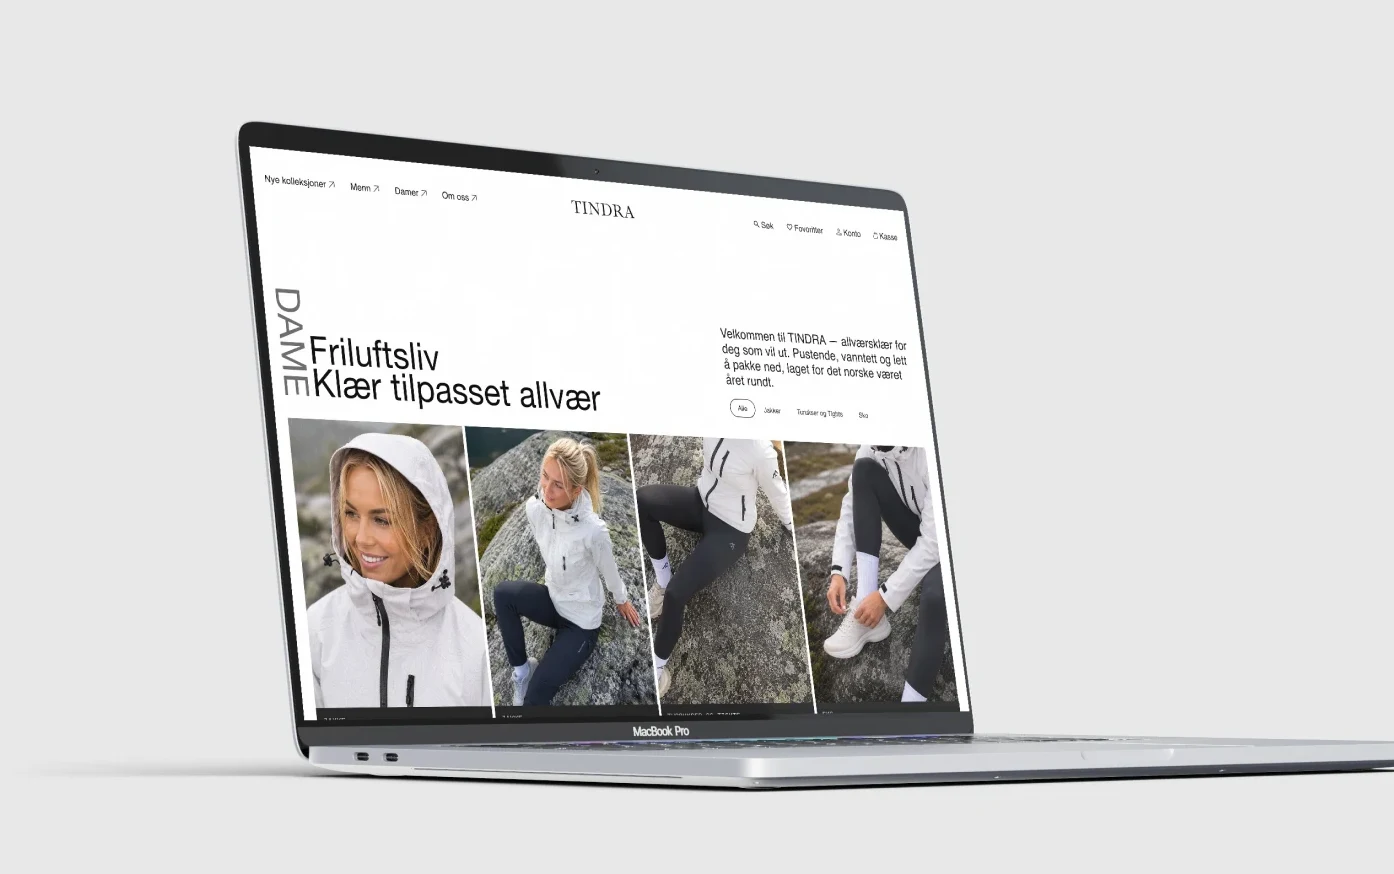 Nye kolleksjoner
Menn
Damer
Om oss
TINDRA
Søk
Favoritter
Konto
Kasse
DAME
Friluftsliv
Klær tilpasset allvær
Velkommen til TINDRA — allværsklær for
deg som vil ut. Pustende, vanntett og lett
å pakke ned, laget for det norske været
året rundt.
Alle
Jakker
Turukser og Tights
Sko
MacBook Pro